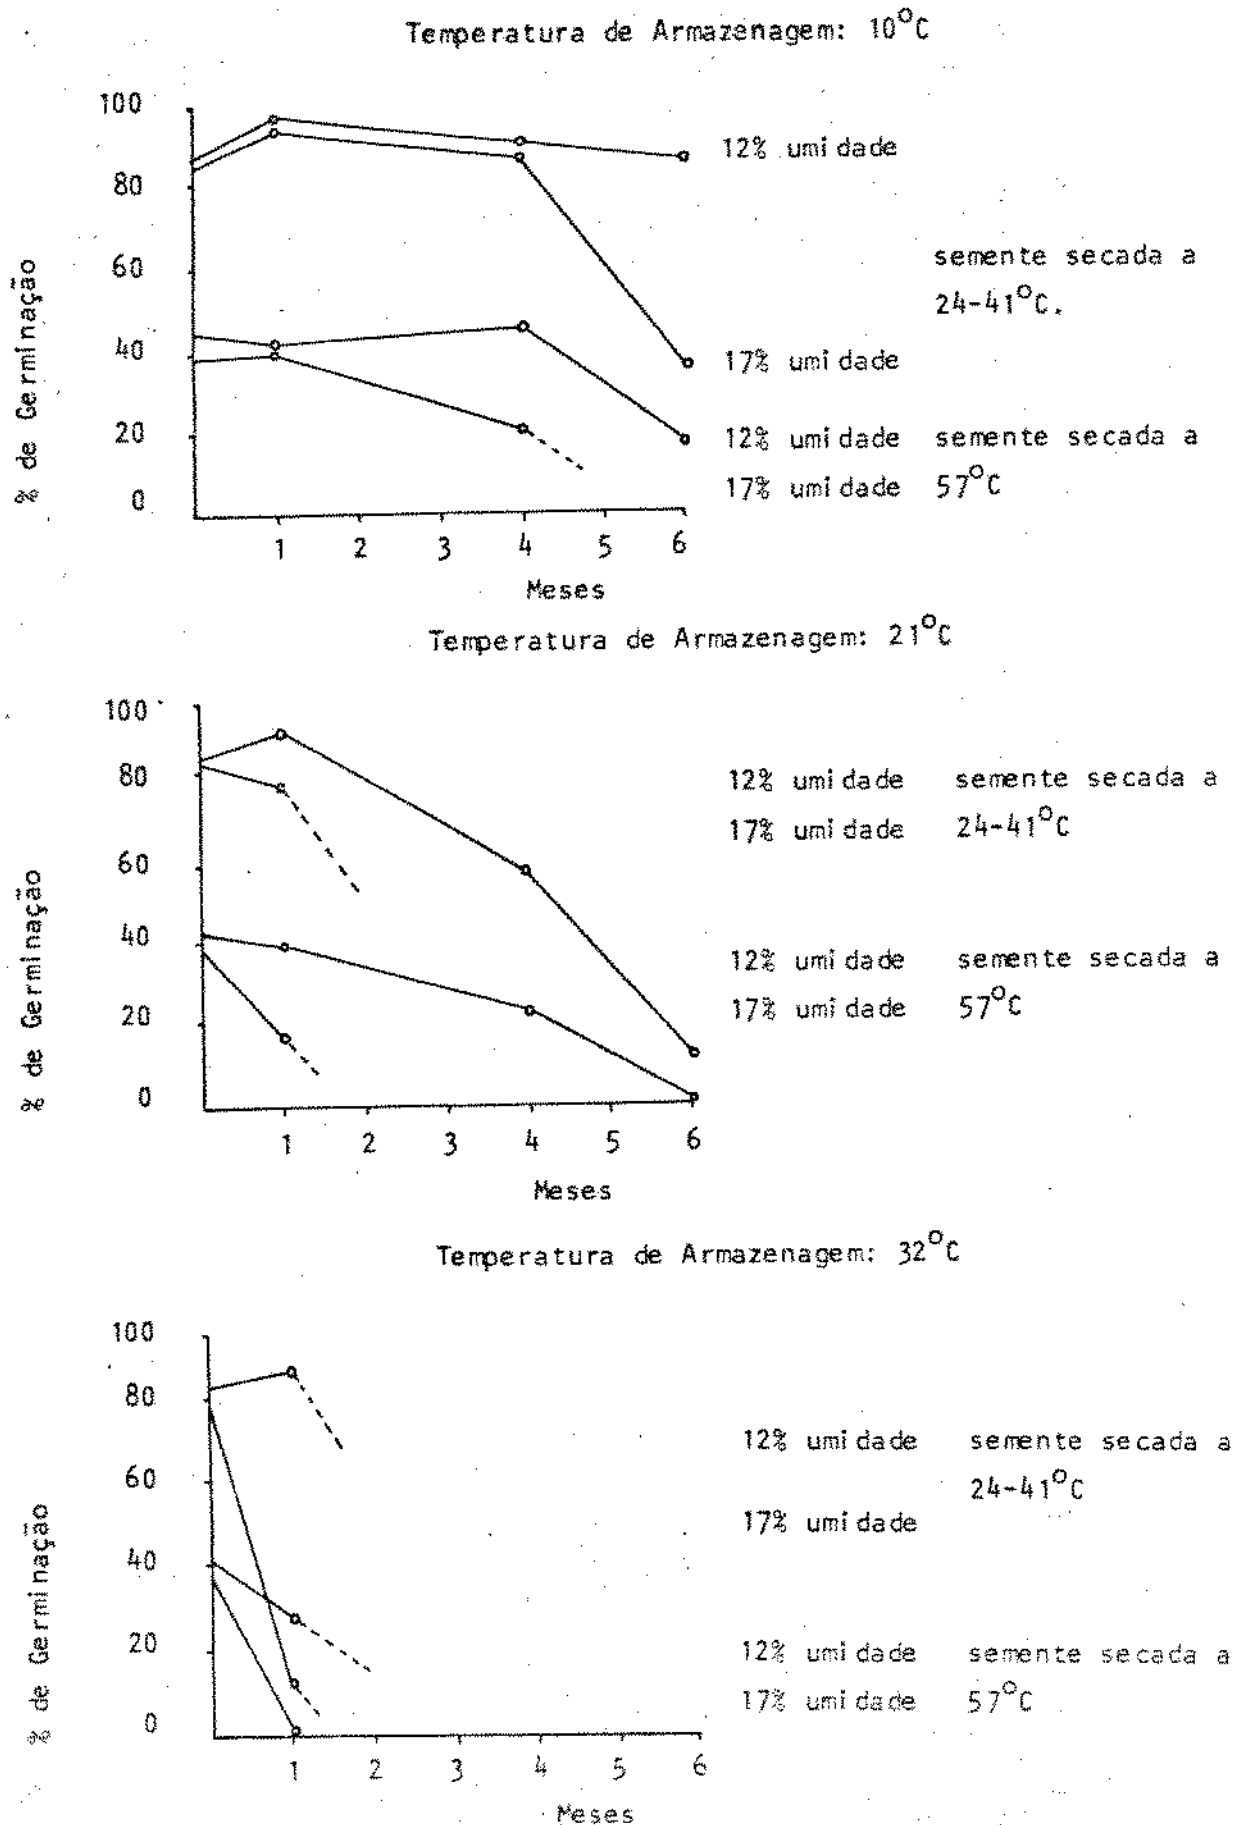 Temperatura de Armazenagem: 10°C
% de Germinação
100
80
60
40
20
0
12% umidade
semente secada a
24-41°C.
17% umidade
12% umidade semente secada a
17% umidade 57°C
1 2 3 4 5 6
Meses
Temperatura de Armazenagem: 21°C
% de Germinação
100
80
60
40
20
0
12% umidade semente secada a
17% umidade 24-41°C
12% umidade semente secada a
17% umidade 57°C
1 2 3 4 5 6
Meses
Temperatura de Armazenagem: 32°C
% de Germinação
100
80
60
40
20
0
12% umidade semente secada a
24-41°C
17% umidade
12% umidade semente secada a
17% umidade 57°C
1 2 3 4 5 6
Meses